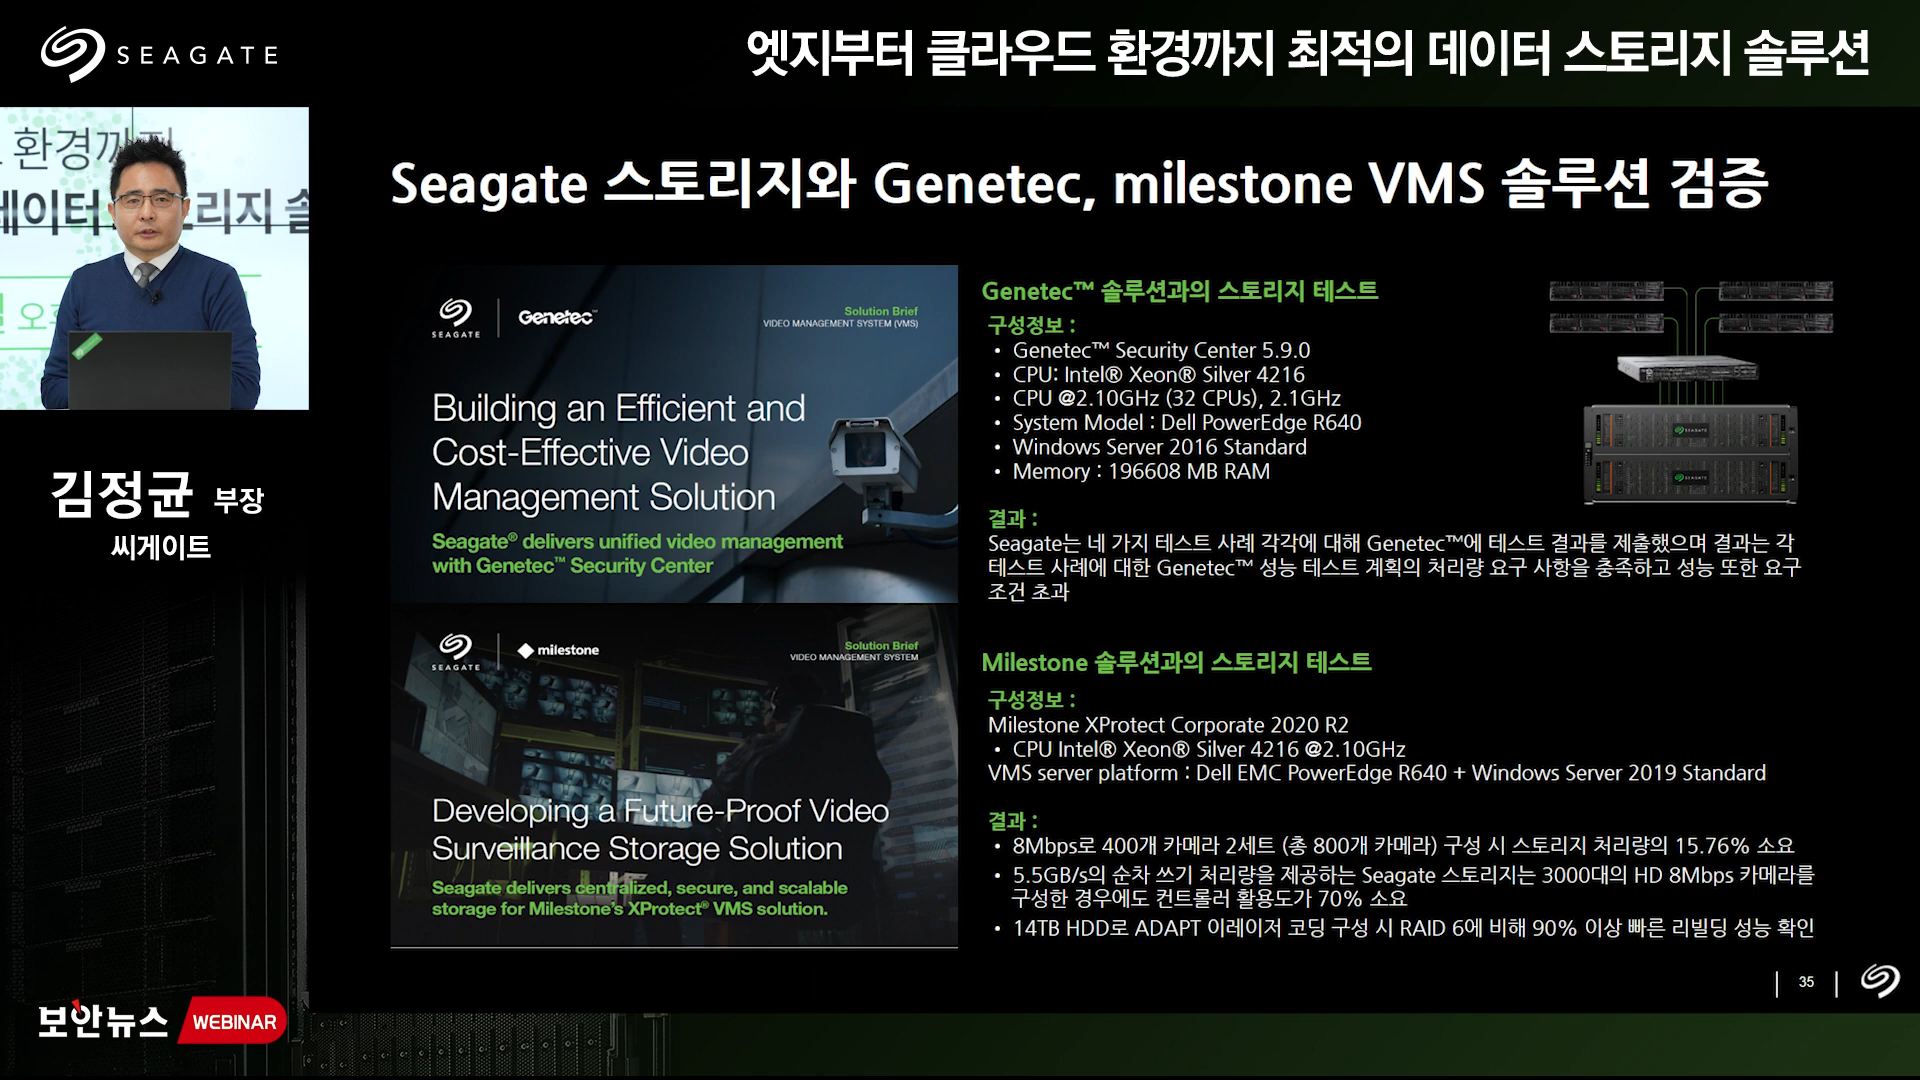 SEAGATE
엣지부터 클라우드 환경까지 최적의 데이터 스토리지 솔루션
환경까지
데이터 스토리지 솔
일 오후
김정균 부장
씨게이트
보안뉴스 WEBINAR
Seagate 스토리지와 Genetec, milestone VMS 솔루션 검증
SEAGATE
Genetec™
Solution Brief
VIDEO MANAGEMENT SYSTEM (VMS)
Building an Efficient and
Cost-Effective Video
Management Solution
Seagate® delivers unified video management
with Genetec™ Security Center
SEAGATE
milestone
Solution Brief
VIDEO MANAGEMENT SYSTEM
Developing a Future-Proof Video
Surveillance Storage Solution
Seagate delivers centralized, secure, and scalable
storage for Milestone's XProtect® VMS solution.
Genetec™ 솔루션과의 스토리지 테스트
구성정보 :
• Genetec™ Security Center 5.9.0
• CPU: Intel® Xeon® Silver 4216
• CPU @2.10GHz (32 CPUs), 2.1GHz
• System Model : Dell PowerEdge R640
• Windows Server 2016 Standard
• Memory : 196608 MB RAM
SEAGATE
SEAGATE
결과 :
Seagate는 네 가지 테스트 사례 각각에 대해 Genetec™에 테스트 결과를 제출했으며 결과는 각
테스트 사례에 대한 Genetec™ 성능 테스트 계획의 처리량 요구 사항을 충족하고 성능 또한 요구
조건 초과
Milestone 솔루션과의 스토리지 테스트
구성정보 :
Milestone XProtect Corporate 2020 R2
• CPU Intel® Xeon® Silver 4216 @2.10GHz
VMS server platform : Dell EMC PowerEdge R640 + Windows Server 2019 Standard
결과 :
• 8Mbps로 400개 카메라 2세트 (총 800개 카메라) 구성 시 스토리지 처리량의 15.76% 소요
• 5.5GB/s의 순차 쓰기 처리량을 제공하는 Seagate 스토리지는 3000대의 HD 8Mbps 카메라를
구성한 경우에도 컨트롤러 활용도가 70% 소요
• 14TB HDD로 ADAPT 이레이저 코딩 구성 시 RAID 6에 비해 90% 이상 빠른 리빌딩 성능 확인
35